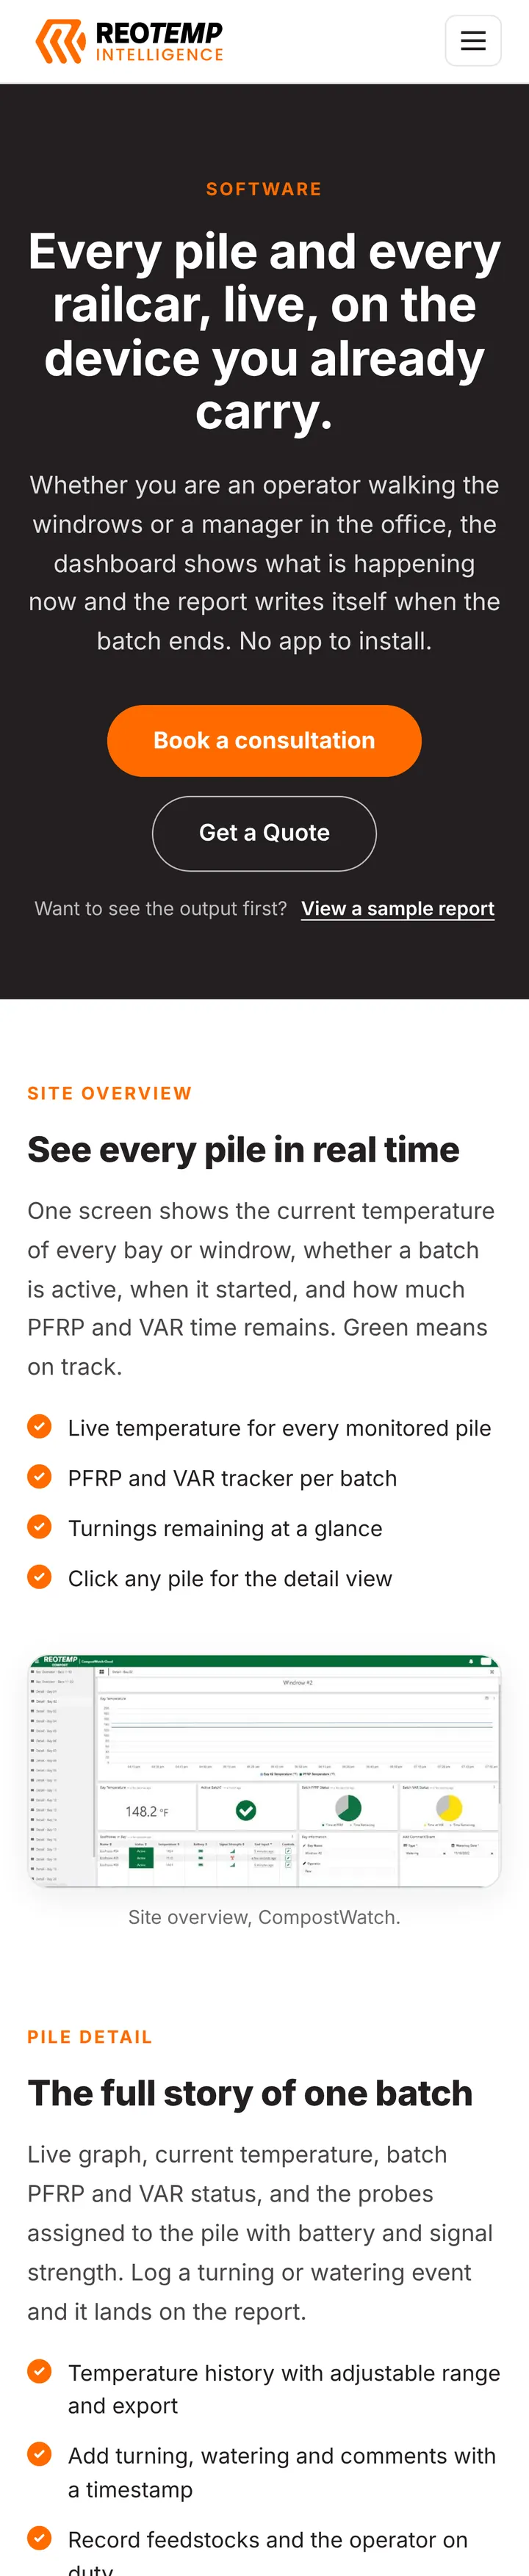 REOTEMP
INTELLIGENCE
SOFTWARE
Every pile and every
railcar, live, on the
device you already
carry.
Whether you are an operator walking the
windrows or a manager in the office, the
dashboard shows what is happening
now and the report writes itself when the
batch ends. No app to install.
Book a consultation
Get a Quote
Want to see the output first? View a sample report
SITE OVERVIEW
See every pile in real time
One screen shows the current temperature
of every bay or windrow, whether a batch
is active, when it started, and how much
PFRP and VAR time remains. Green means
on track.
Live temperature for every monitored pile
PFRP and VAR tracker per batch
Turnings remaining at a glance
Click any pile for the detail view
REOTEMP
Windrow #2
148.2 °F
Site overview, CompostWatch.
PILE DETAIL
The full story of one batch
Live graph, current temperature, batch
PFRP and VAR status, and the probes
assigned to the pile with battery and signal
strength. Log a turning or watering event
and it lands on the report.
Temperature history with adjustable range
and export
Add turning, watering and comments with
a timestamp
Record feedstocks and the operator on
duty